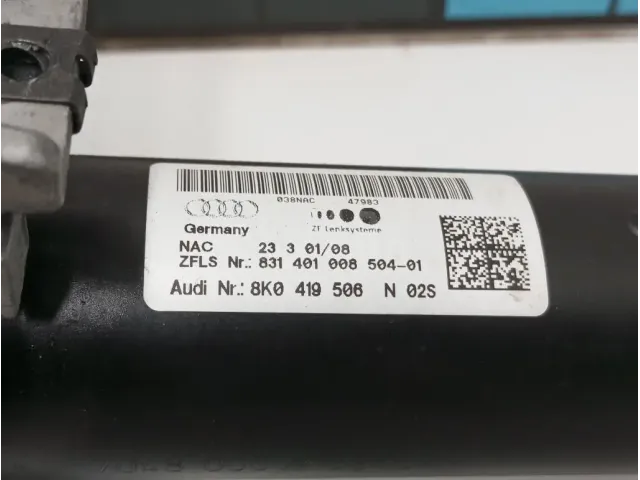 038NAC 47983
Germany ZF Lenksysteme
NAC 23 3 01/08
ZFLS Nr.: 831 401 008 504-01
Audi Nr.: 8K0 419 506 N 02S